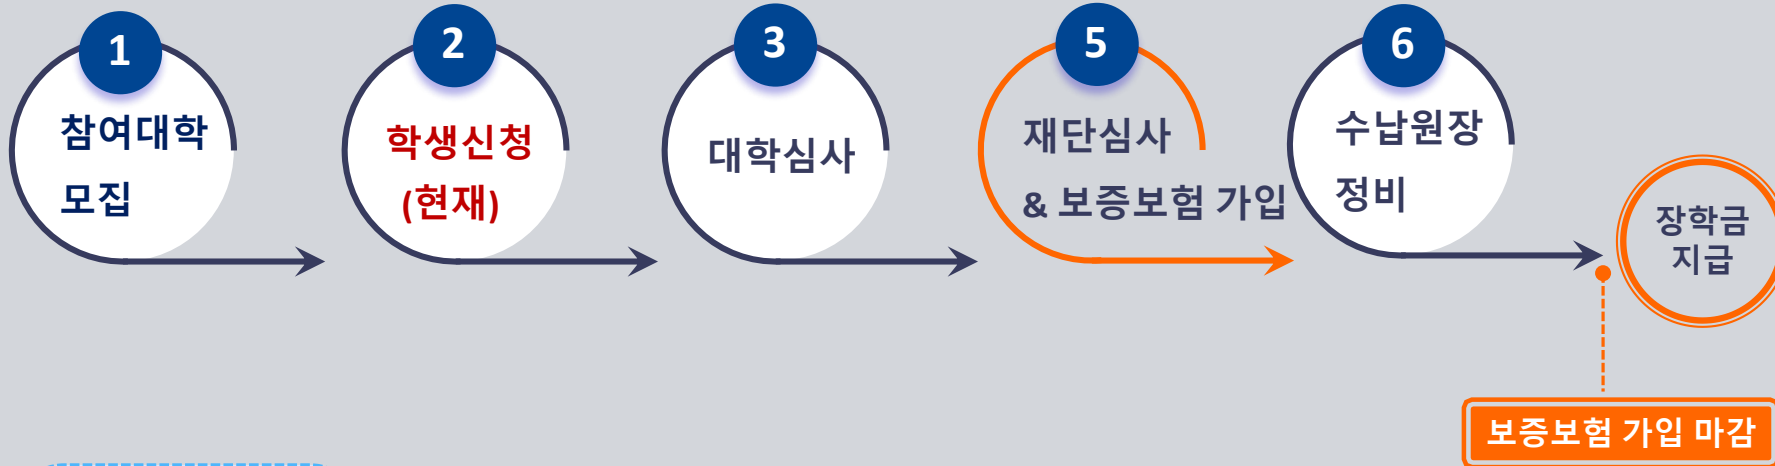 1
참여대학
모집
2
학생신청
(현재)
3
대학심사
5
재단심사
& 보증보험 가입
6
수납원장
정비
장학금
지급
보증보험 가입 마감